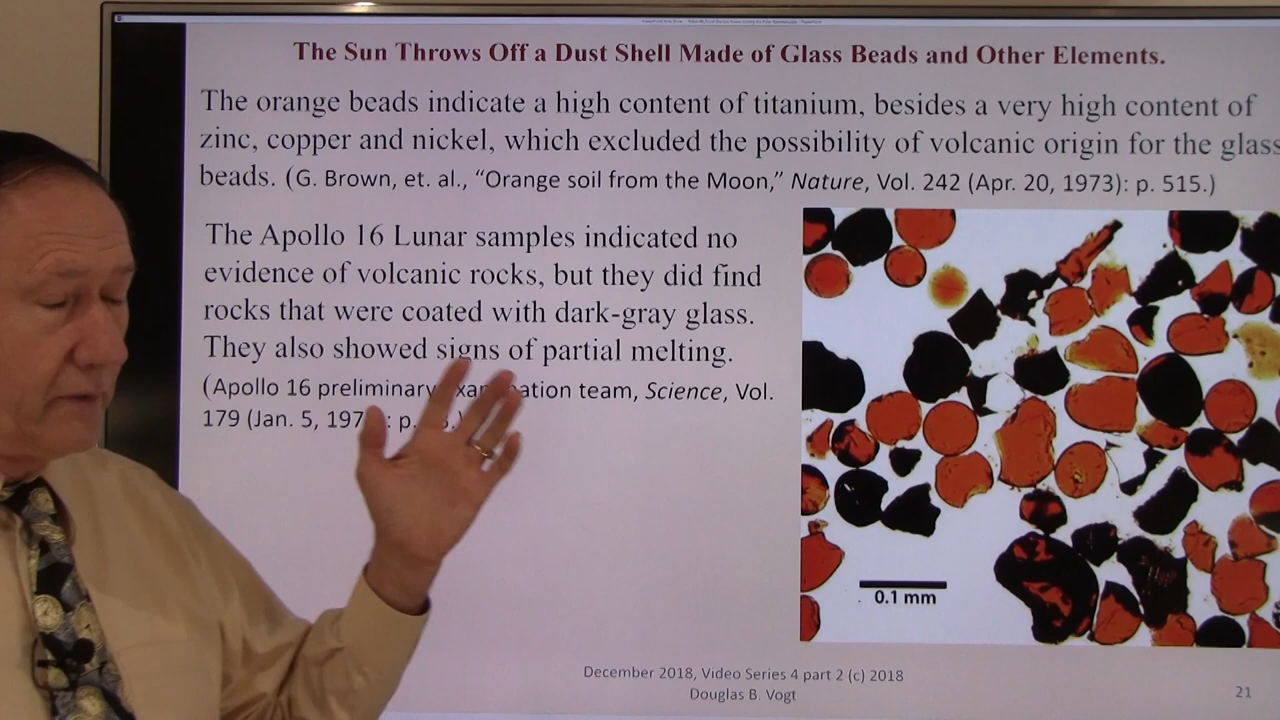 The Sun Throws Off a Dust Shell Made of Glass Beads and Other Elements.
The orange beads indicate a high content of titanium, besides a very high content of
zinc, copper and nickel, which excluded the possibility of volcanic origin for the glass
beads. (G. Brown, et. al., “Orange soil from the Moon,” Nature, Vol. 242 (Apr. 20, 1973): p. 515.)
The Apollo 16 Lunar samples indicated no
evidence of volcanic rocks, but they did find
rocks that were coated with dark-gray glass.
They also showed signs of partial melting.
(Apollo 16 preliminary team, Science, Vol.
179 (Jan. 5, : p.
0.1 mm
December 2018, Video Series 4 part 2 (c) 2018
Douglas B. Vogt
21